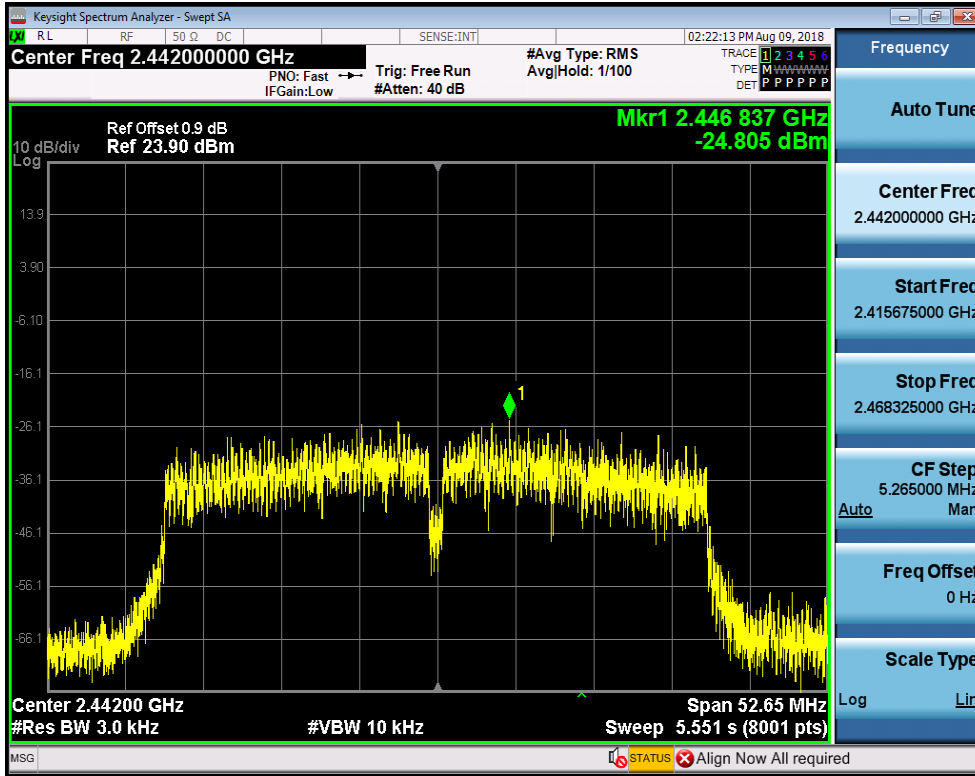 Keysight Spectrum Analyzer - Swept SA
LXI RL RF 50 Ω DC SENSE:INT 02:22:13 PM Aug 09, 2018
Center Freq 2.442000000 GHz
PNO: Fast
IFGain:Low
Trig: Free Run
#Atten: 40 dB
#Avg Type: RMS
Avg|Hold: 1/100
TRACE 1 2 3 4 5 6
TYPE M W W W W W
DET P P P P P P
Mkr1 2.446 837 GHz
-24.805 dBm
Ref Offset 0.9 dB
10 dB/div Ref 23.90 dBm
Log
13.9
3.90
-6.10
-16.1
-26.1
-36.1
-46.1
-56.1
-66.1
1
Center 2.44200 GHz Span 52.65 MHz
#Res BW 3.0 kHz #VBW 10 kHz Sweep 5.551 s (8001 pts)
MSG STATUS Align Now All required
Frequency
Auto Tune
Center Freq
2.442000000 GHz
Start Freq
2.415675000 GHz
Stop Freq
2.468325000 GHz
CF Step
5.265000 MHz
Auto Man
Freq Offset
0 Hz
Scale Type
Log Lin